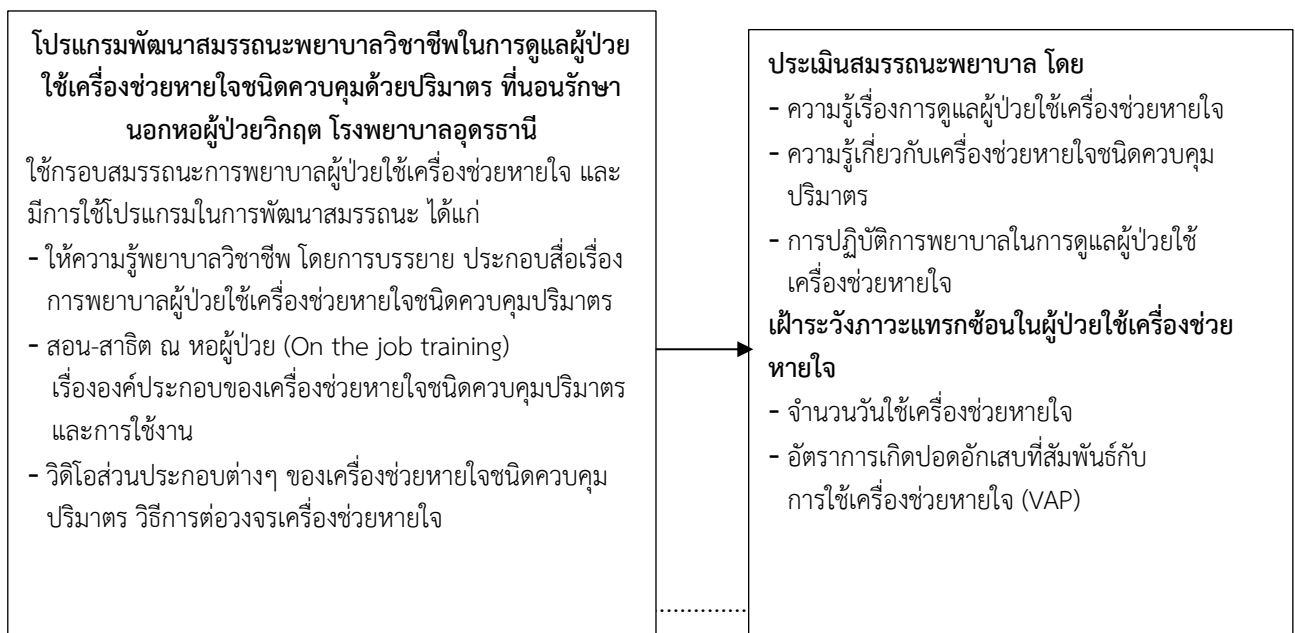 โปรแกรมพัฒนาสมรรถนะพยาบาลวิชาชีพในการดูแลผู้ป่วย
ใช้เครื่องช่วยหายใจชนิดควบคุมด้วยปริมาตร ที่นอนรักษา
นอกหอผู้ป่วยวิกฤต โรงพยาบาลอุดรธานี
ใช้กรอบสมรรถนะการพยาบาลผู้ป่วยใช้เครื่องช่วยหายใจ และ
มีการใช้โปรแกรมในการพัฒนาสมรรถนะ ได้แก่
- ให้ความรู้พยาบาลวิชาชีพ โดยการบรรยาย ประกอบสื่อเรื่อง
การพยาบาลผู้ป่วยใช้เครื่องช่วยหายใจชนิดควบคุมปริมาตร
- สอน-สาธิต ณ หอผู้ป่วย (On the job training)
เรื่ององค์ประกอบของเครื่องช่วยหายใจชนิดควบคุมปริมาตร
และการใช้งาน
- วิดิโอส่วนประกอบต่างๆ ของเครื่องช่วยหายใจชนิดควบคุม
ปริมาตร วิธีการต่อวงจรเครื่องช่วยหายใจ
ประเมินสมรรถนะพยาบาล โดย
- ความรู้เรื่องการดูแลผู้ป่วยใช้เครื่องช่วยหายใจ
- ความรู้เกี่ยวกับเครื่องช่วยหายใจชนิดควบคุม
ปริมาตร
- การปฏิบัติการพยาบาลในการดูแลผู้ป่วยใช้
เครื่องช่วยหายใจ
เฝ้าระวังภาวะแทรกซ้อนในผู้ป่วยใช้เครื่องช่วย
หายใจ
- จำนวนวันใช้เครื่องช่วยหายใจ
- อัตราการเกิดปอดอักเสบที่สัมพันธ์กับ
การใช้เครื่องช่วยหายใจ (VAP)